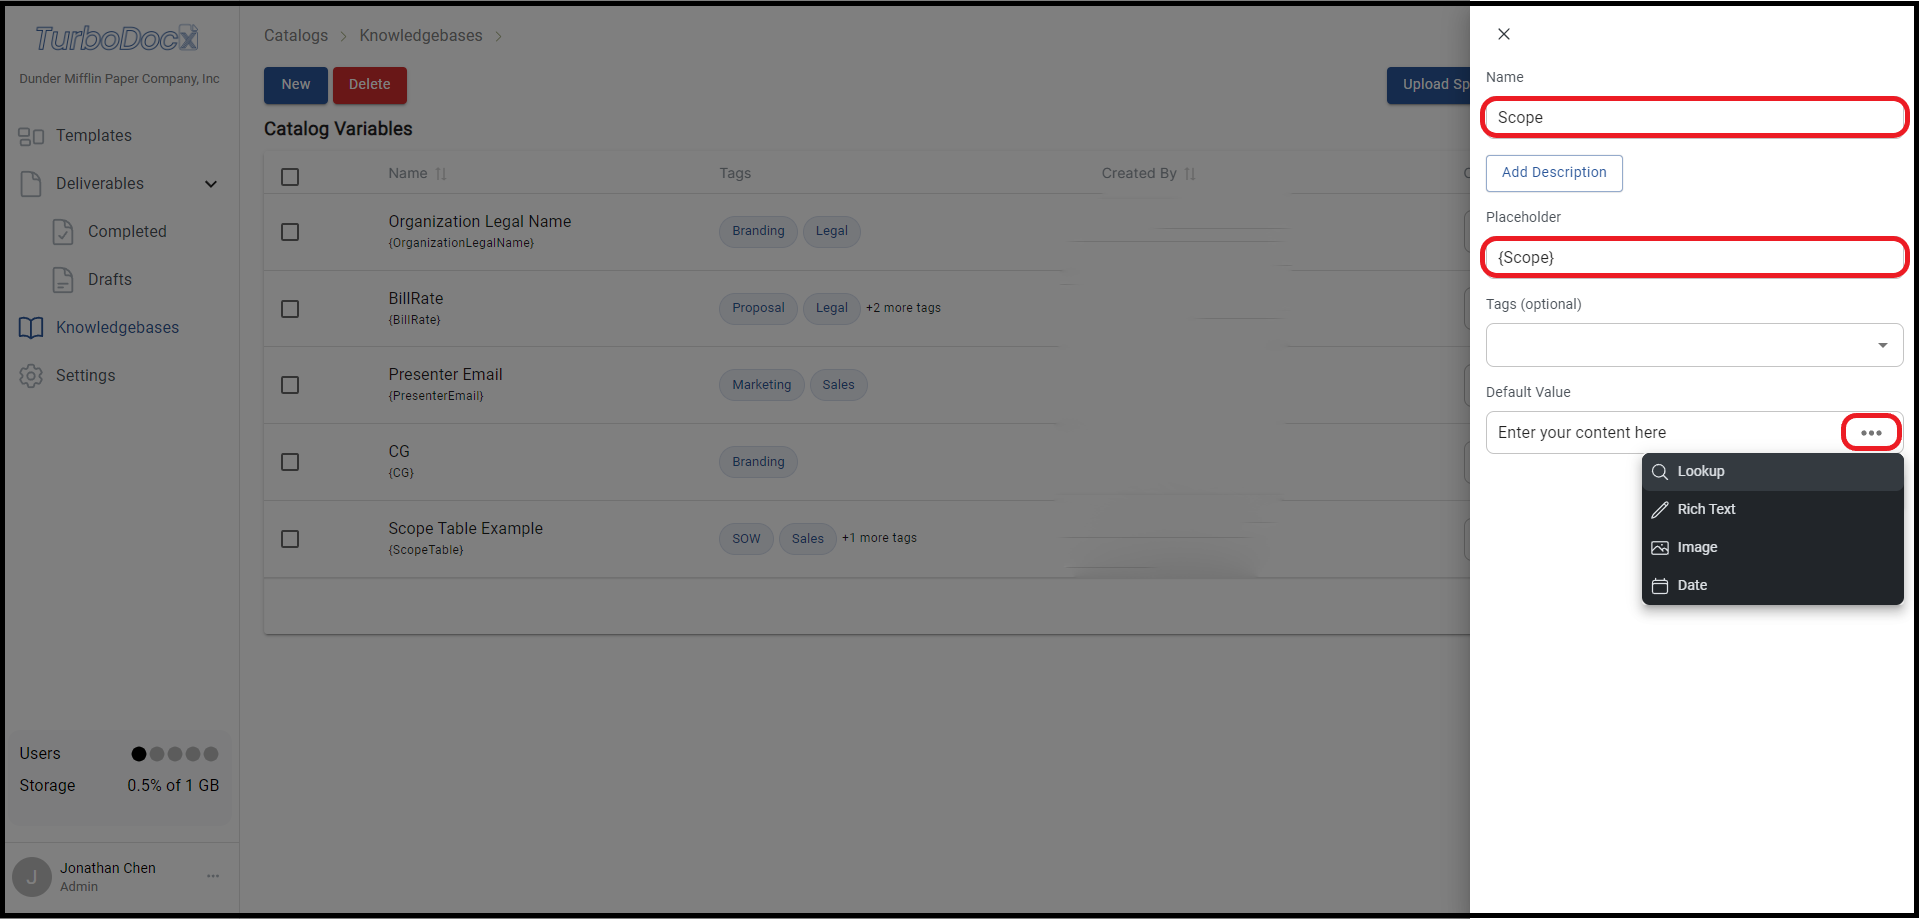 TurboDocX
Dunder Mifflin Paper Company, Inc
Templates
Deliverables
Completed
Drafts
Knowledgebases
Settings
Users
Storage 0.5% of 1 GB
J
Jonathan Chen
Admin
Catalogs > Knowledgebases >
New Delete Upload Sp
Catalog Variables
Name Tags Created By
Organization Legal Name
{OrganizationLegalName}
Branding Legal
BillRate
{BillRate}
Proposal Legal +2 more tags
Presenter Email
{PresenterEmail}
Marketing Sales
CG
{CG}
Branding
Scope Table Example
{ScopeTable}
SOW Sales +1 more tags
Name
Scope
Add Description
Placeholder
{Scope}
Tags (optional)
Default Value
Enter your content here
Lookup
Rich Text
Image
Date